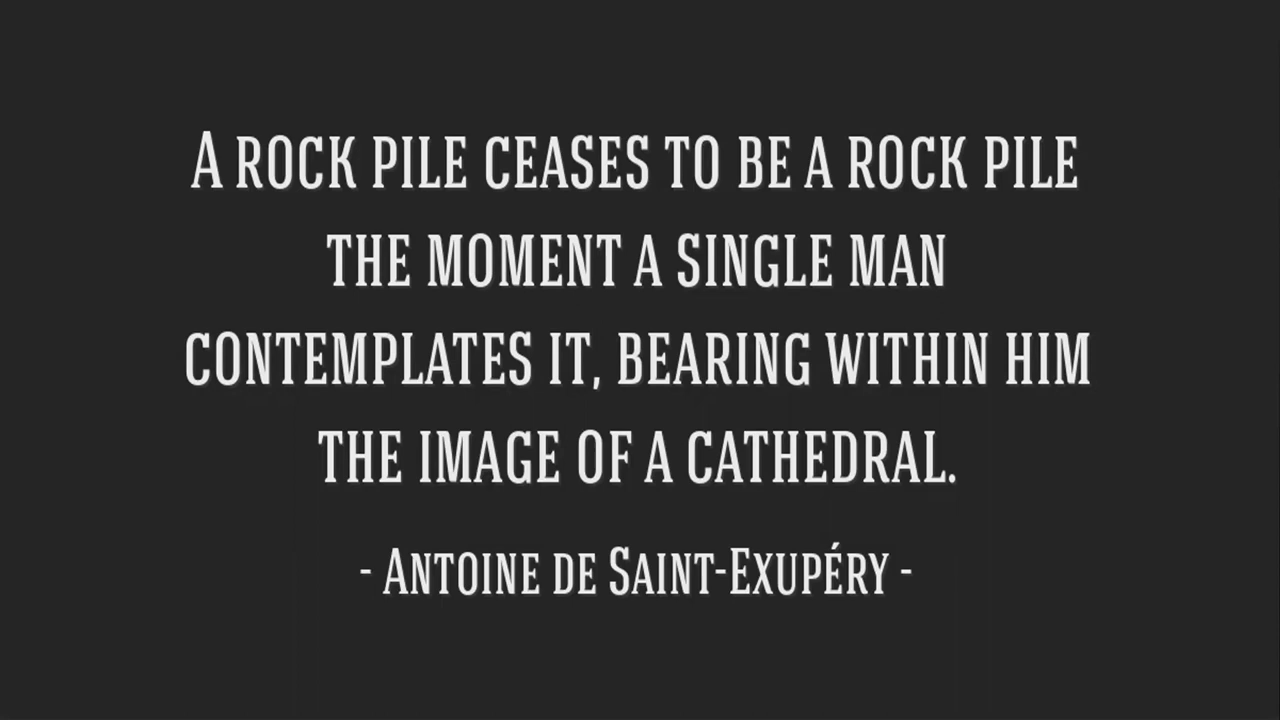 A rock pile ceases to be a rock pile
the moment a single man
contemplates it, bearing within him
the image of a cathedral.
- Antoine de Saint-Exupéry -